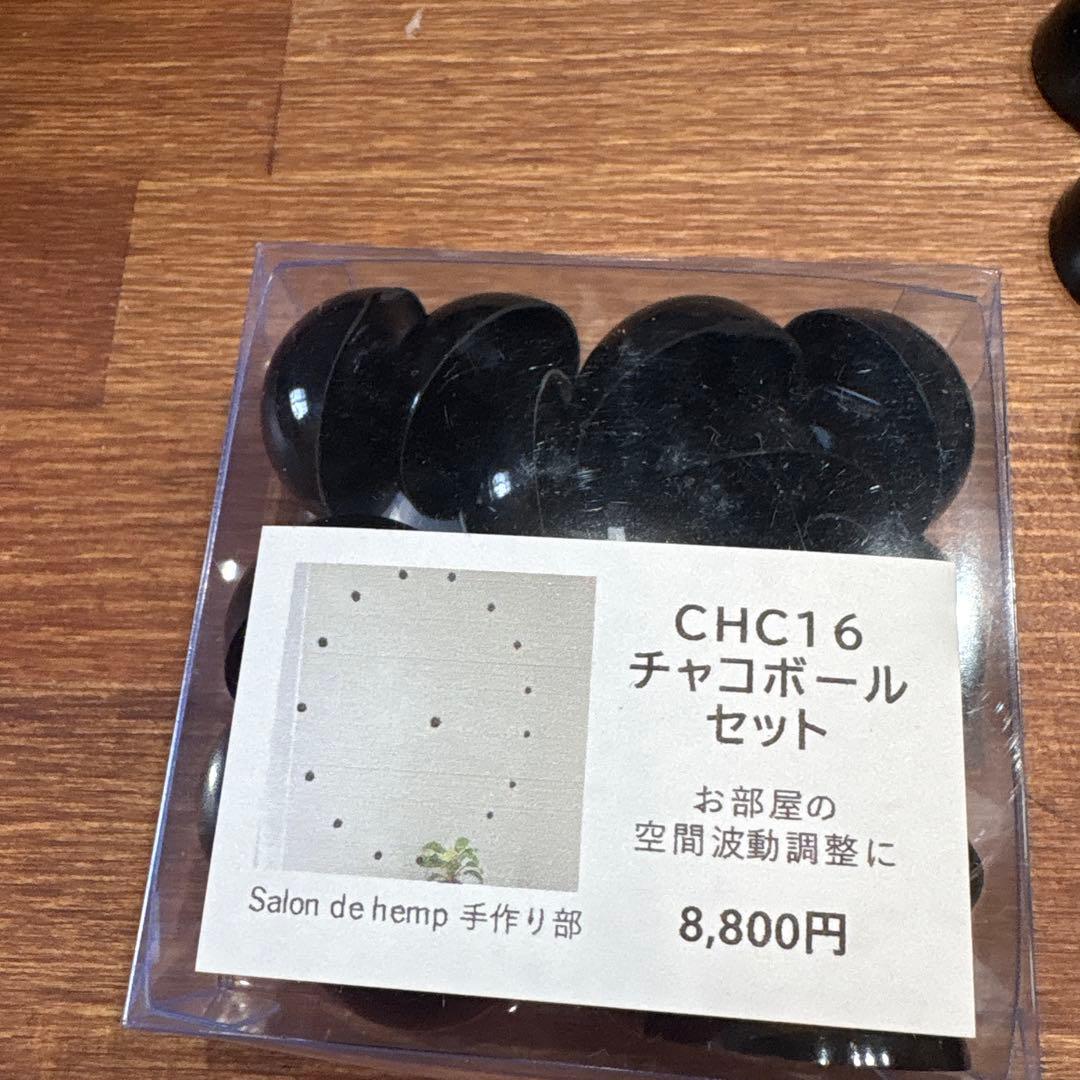 CHC16
チャコボール
セット
お部屋の
空間波動調整に
8,800円
Salon de hemp 手作り部